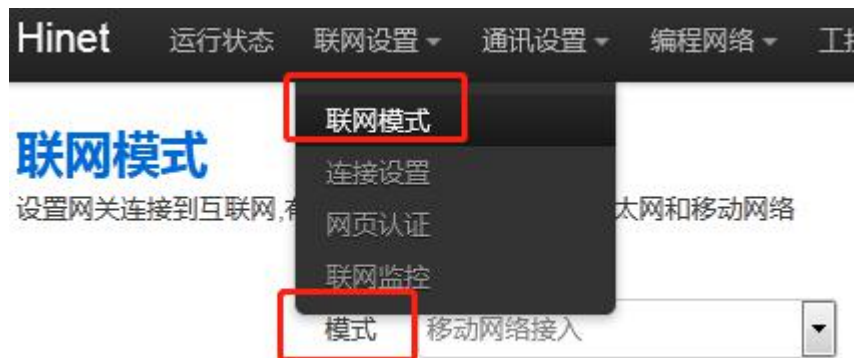 Hinet 运行状态 联网设置 通讯设置 编程网络
联网模式
连接设置
网页认证
联网监控
联网模式
设置网关连接到互联网, 太网和移动网络
模式 移动网络接入